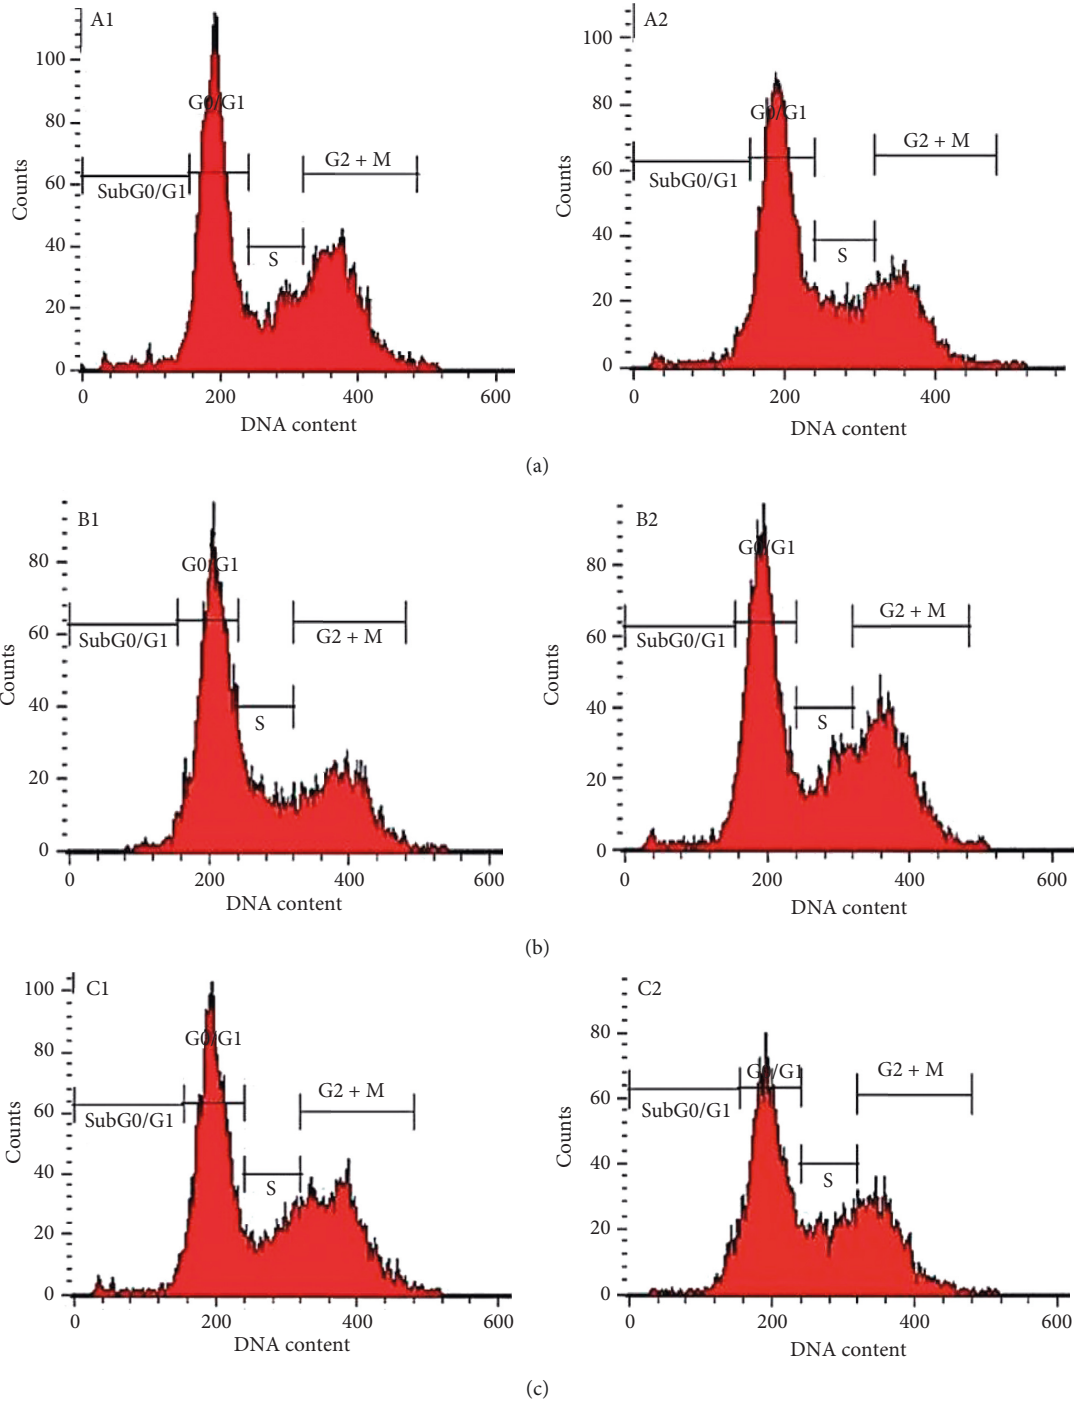 A1
100
80
60
40
20
0
Counts
SubG0/G1
G0/G1
S
G2 + M
0 200 400 600
DNA content
A2
100
80
60
40
20
0
Counts
SubG0/G1
G0/G1
S
G2 + M
0 200 400
DNA content
(a)
B1
80
60
40
20
0
Counts
SubG0/G1
G0/G1
S
G2 + M
0 200 400 600
DNA content
B2
80
60
40
20
0
Counts
SubG0/G1
G0/G1
S
G2 + M
0 200 400 600
DNA content
(b)
C1
100
80
60
40
20
0
Counts
SubG0/G1
G0/G1
S
G2 + M
0 200 400 600
DNA content
C2
80
60
40
20
0
Counts
SubG0/G1
G0/G1
S
G2 + M
0 200 400 600
DNA content
(c)